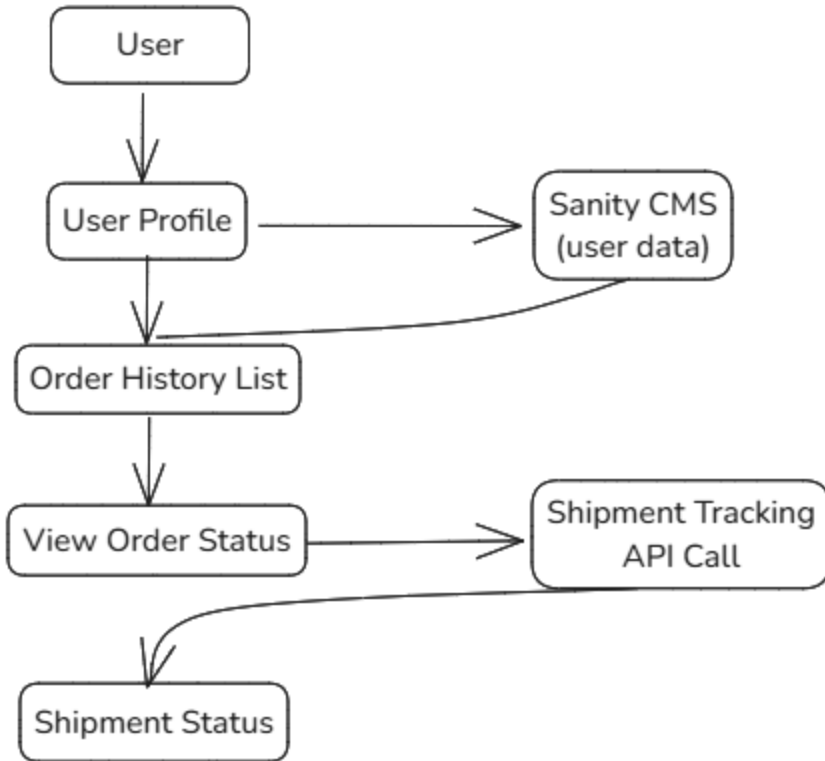 User
User Profile
Sanity CMS
(user data)
Order History List
View Order Status
Shipment Tracking
API Call
Shipment Status